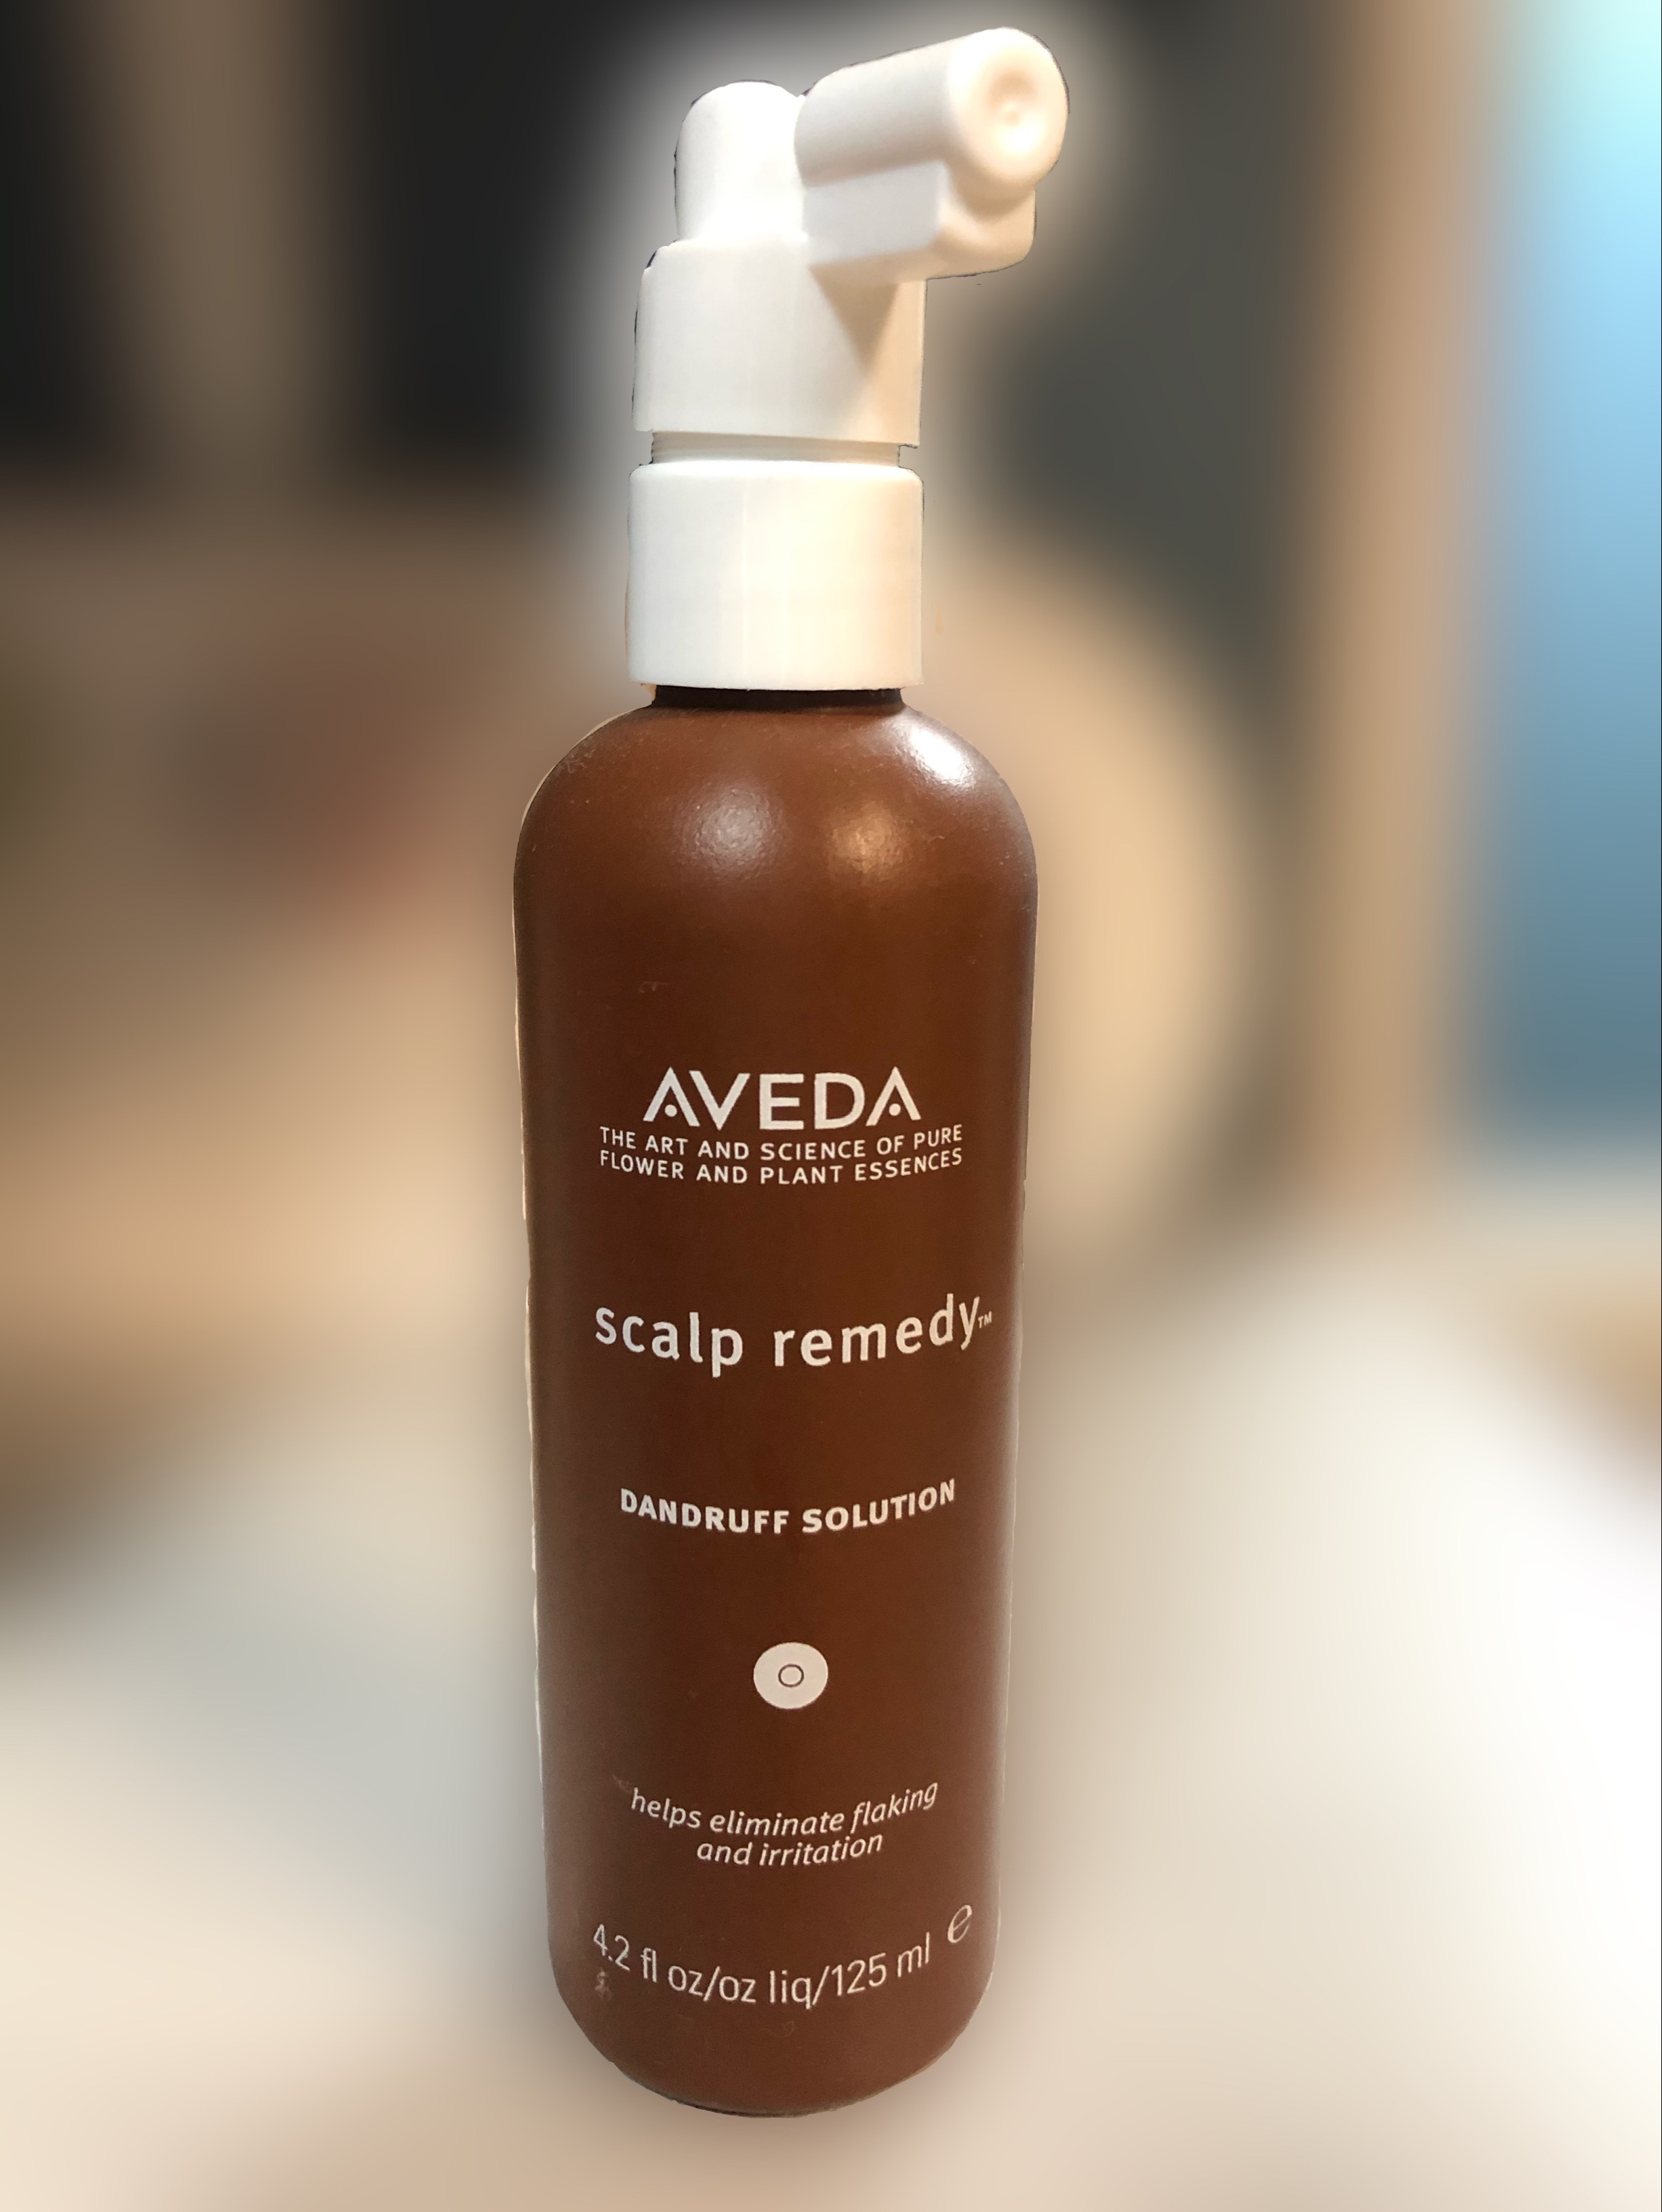 AVEDA
THE ART AND SCIENCE OF PURE
FLOWER AND PLANT ESSENCES
scalp remedy™
DANDRUFF SOLUTION
helps eliminate flaking
and irritation
4.2 fl oz/oz liq/125 ml ℮